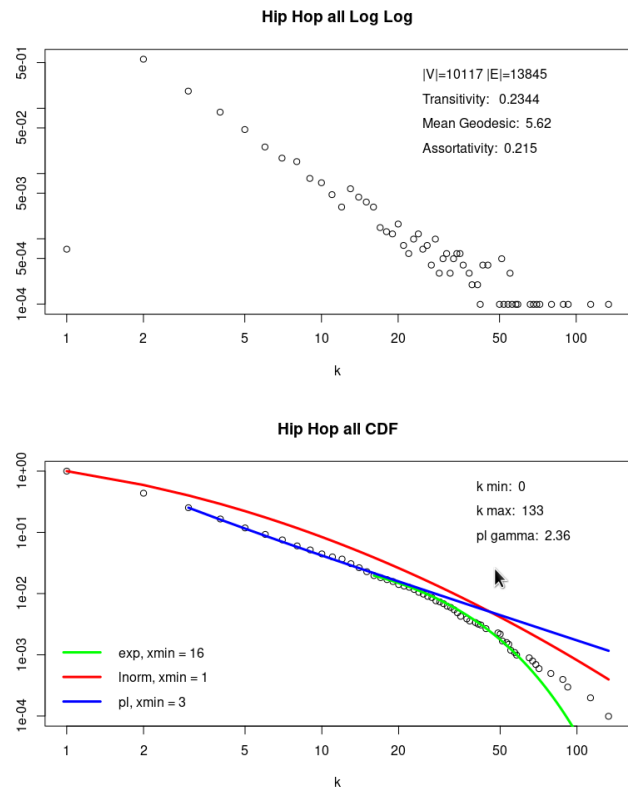 Hip Hop all Log Log
|V|=10117 |E|=13845
Transitivity: 0.2344
Mean Geodesic: 5.62
Assortativity: 0.215
5e-01
5e-02
5e-03
5e-04
1e-04
1 2 5 10 20 50 100
k
Hip Hop all CDF
k min: 0
k max: 133
pl gamma: 2.36
1e+00
1e-01
1e-02
1e-03
1e-04
exp, xmin = 16
lnorm, xmin = 1
pl, xmin = 3
1 2 5 10 20 50 100
k